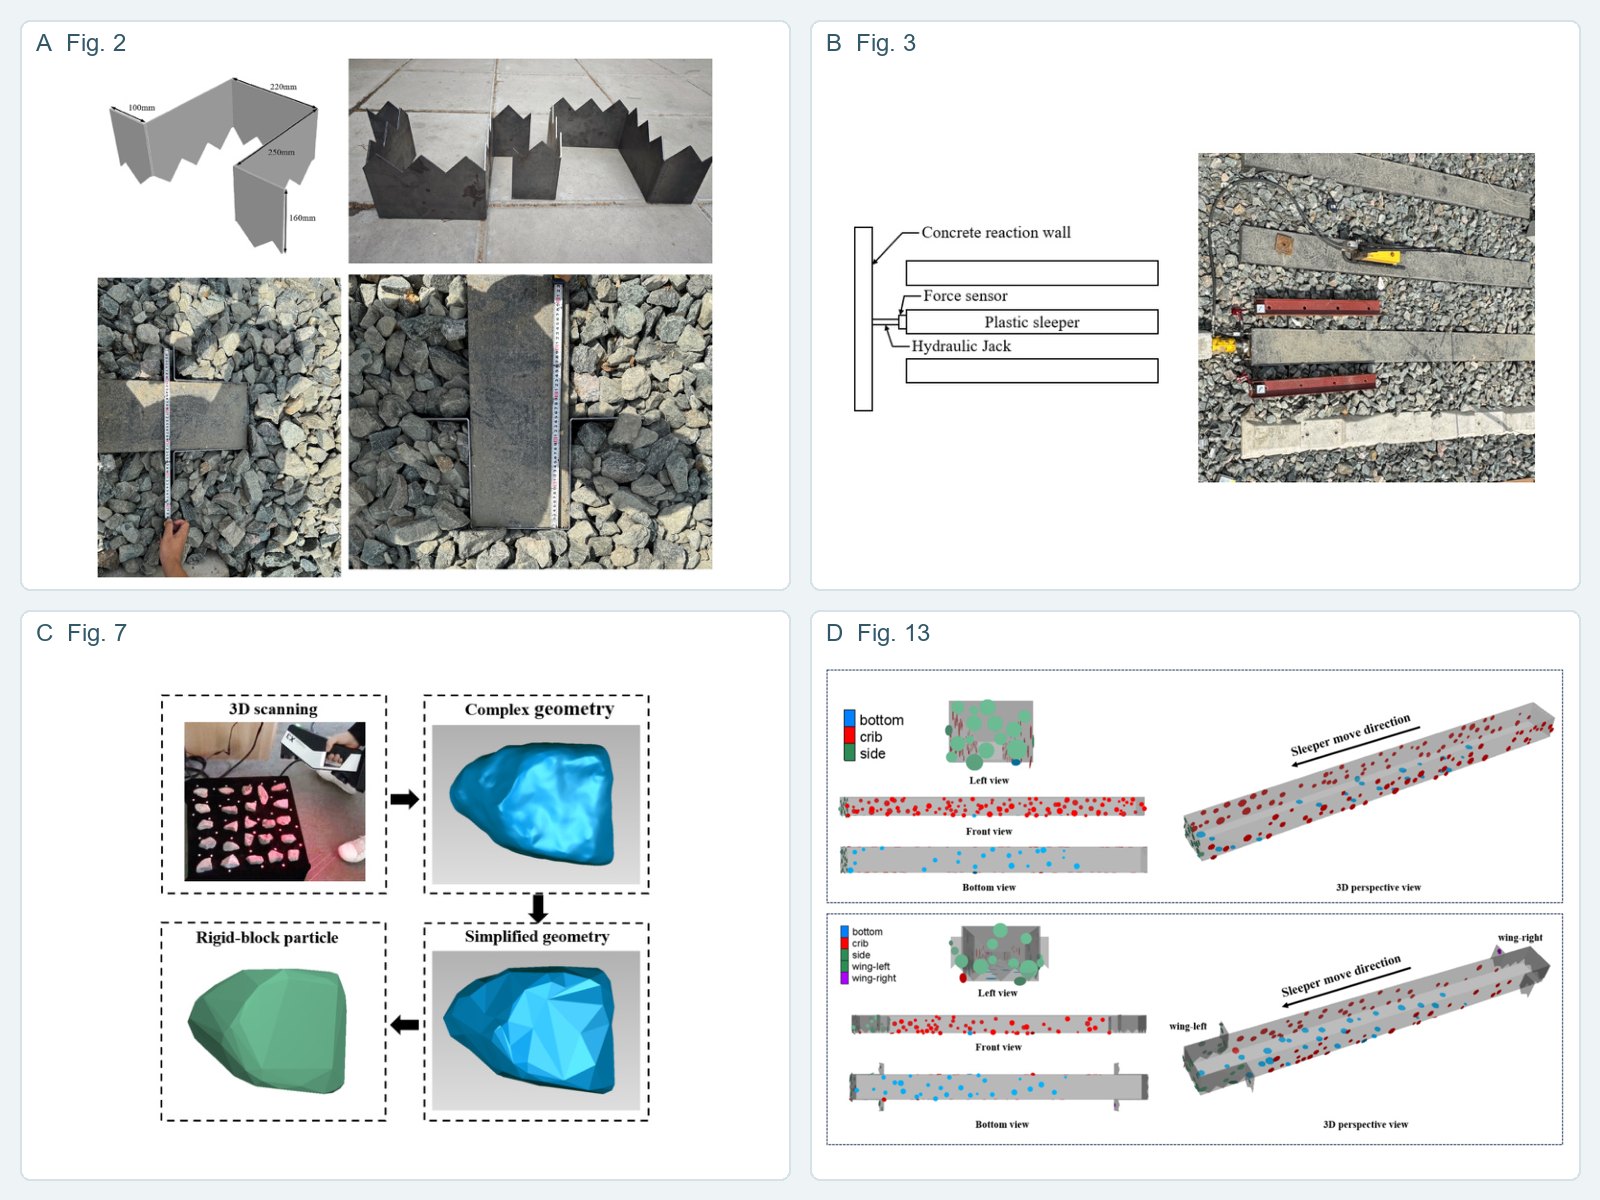 A Fig. 2
100mm
220mm
250mm
160mm
B Fig. 3
Concrete reaction wall
Force sensor
Plastic sleeper
Hydraulic Jack
C Fig. 7
3D scanning
Complex geometry
Rigid-block particle
Simplified geometry
D Fig. 13
bottom
crib
side
Left view
Front view
Bottom view
Sleeper move direction
3D perspective view
bottom
crib
side
wing-left
wing-right
Left view
Front view
Bottom view
wing-right
Sleeper move direction
wing-left
3D perspective view